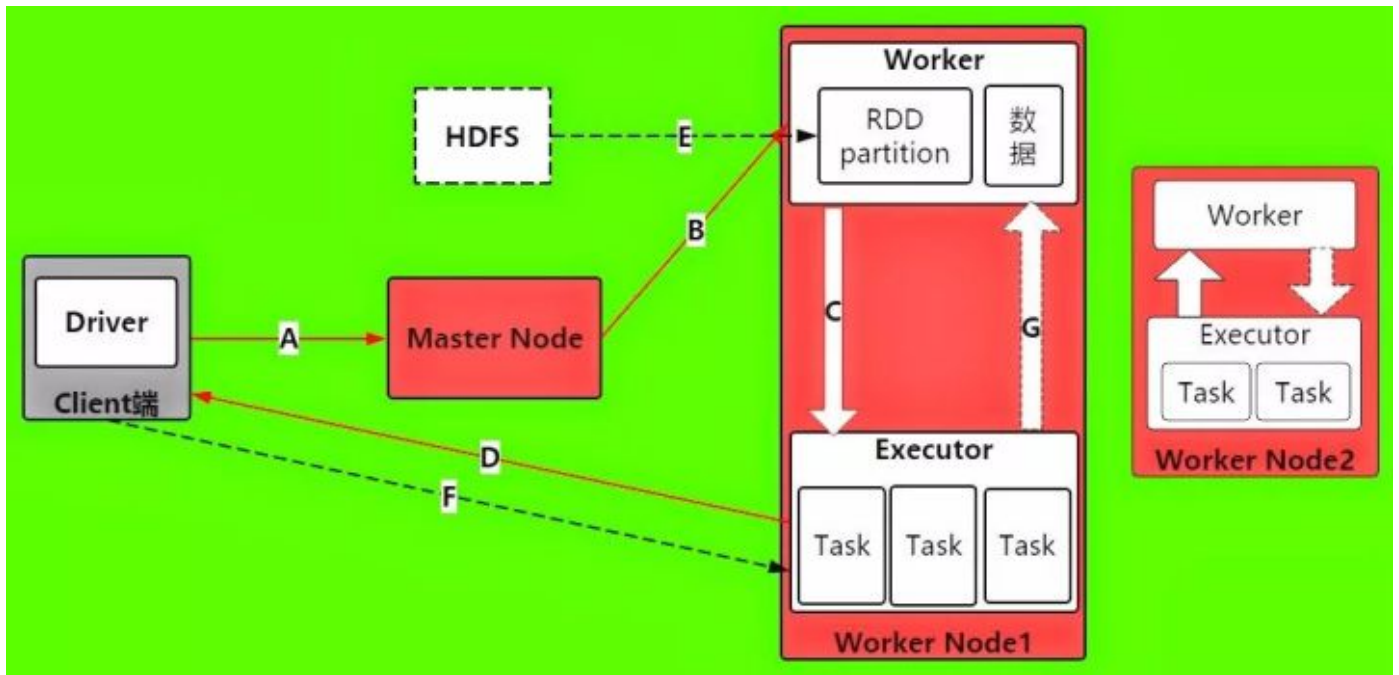 Worker
RDD
partition
数
据
HDFS
E
B
Worker
Driver
Client端
A
Master Node
C
G
Executor
Task
Task
Worker Node2
D
F
Executor
Task
Task
Task
Worker Node1